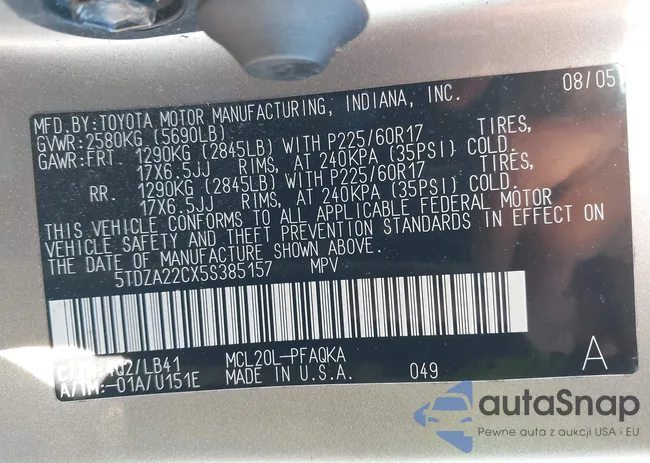 08/05
MFD.BY:TOYOTA MOTOR MANUFACTURING, INDIANA, INC.
GVWR:2580KG (5690LB)
GAWR:FRT. 1290KG (2845LB) WITH P225/60R17 TIRES,
17X6.5JJ RIMS, AT 240KPA (35PSI) COLD.
RR. 1290KG (2845LB) WITH P225/60R17 TIRES,
17X6.5JJ RIMS, AT 240KPA (35PSI) COLD.
THIS VEHICLE CONFORMS TO ALL APPLICABLE FEDERAL MOTOR
VEHICLE SAFETY AND THEFT PREVENTION STANDARDS IN EFFECT ON
THE DATE OF MANUFACTURE SHOWN ABOVE.
5TDZA22CX5S385157 MPV
/LB41 MCL20L-PFAQKA
-01A/U151E MADE IN U.S.A. 049
A
autoSnap
Pewne auto z aukcji USA i EU